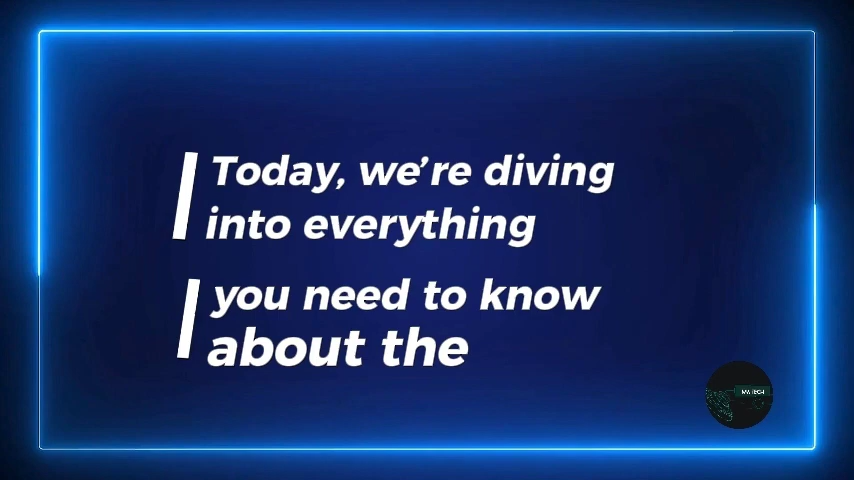 Today, we're diving
into everything
you need to know
about the